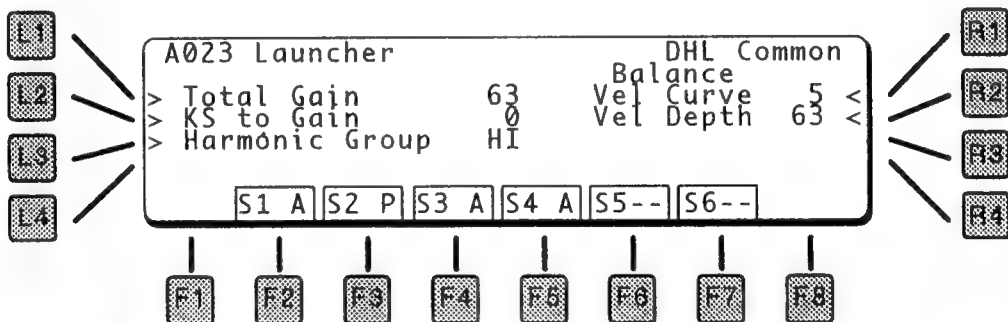 L1
L2
L3
L4
R1
R2
R3
R4
A023 Launcher DHL Common
Balance
> Total Gain 63 Vel Curve 5 <
> KS to Gain 0 Vel Depth 63 <
> Harmonic Group HI
S1 A S2 P S3 A S4 A S5-- S6--
F1 F2 F3 F4 F5 F6 F7 F8